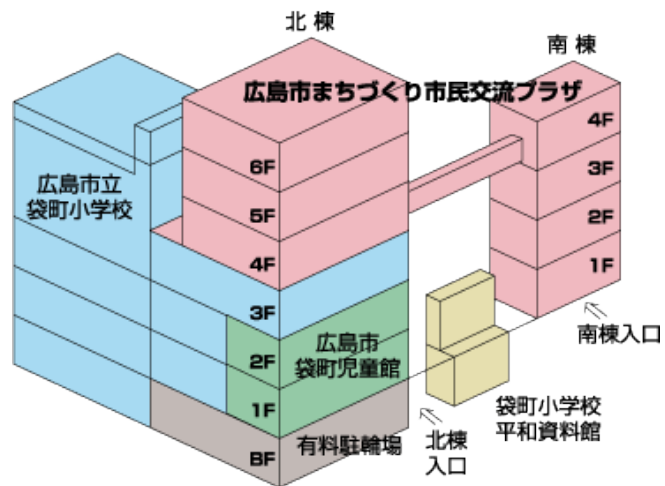 北棟
南棟
広島市まちづくり市民交流プラザ
4F
6F
3F
広島市立
袋町小学校
5F
2F
4F
1F
3F
南棟入口
広島市
袋町児童館
2F
1F
袋町小学校
平和資料館
有料駐輪場
北棟
入口
BF